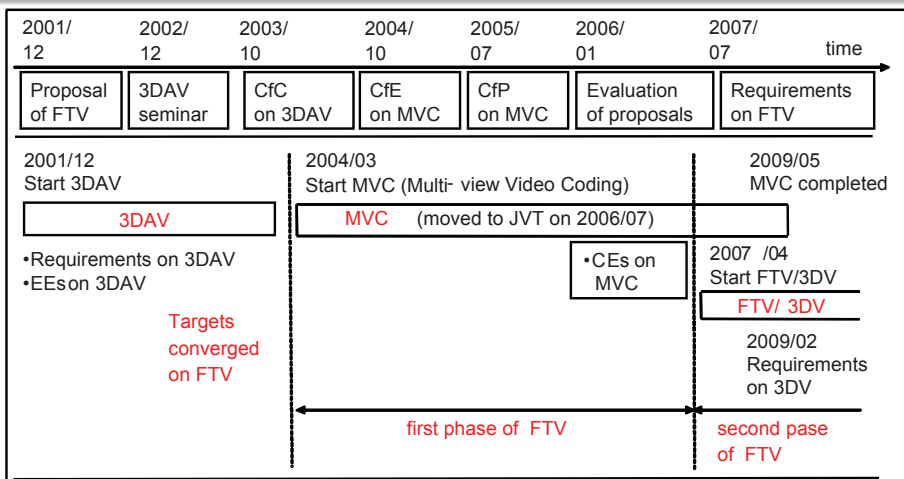 2001/
12
2002/
12
2003/
10
2004/
10
2005/
07
2006/
01
2007/
07
time
Proposal
of FTV
3DAV
seminar
CfC
on 3DAV
CfE
on MVC
CfP
on MVC
Evaluation
of proposals
Requirements
on FTV
2001/12
Start 3DAV
3DAV
•Requirements on 3DAV
•EEs on 3DAV
Targets
converged
on FTV
2004/03
Start MVC (Multi- view Video Coding)
MVC (moved to JVT on 2006/07)
•CEs on
MVC
first phase of FTV
2009/05
MVC completed
2007 /04
Start FTV/3DV
FTV/ 3DV
2009/02
Requirements
on 3DV
second pase
of FTV